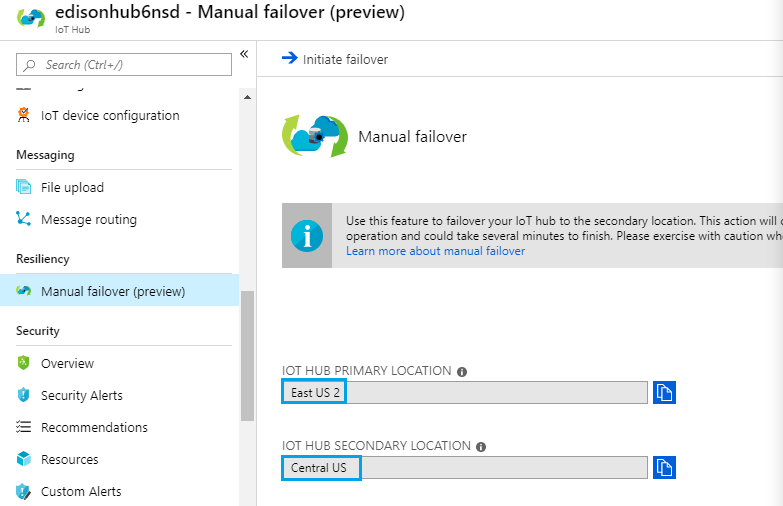 edisonhub6nsd - Manual failover (preview)
IoT Hub
Search (Ctrl+/)
«
IoT device configuration
Messaging
File upload
Message routing
Resiliency
Manual failover (preview)
Security
Overview
Security Alerts
Recommendations
Resources
Custom Alerts
Initiate failover
Manual failover
Use this feature to failover your IoT hub to the secondary location. This action will
operation and could take several minutes to finish. Please exercise with caution
Learn more about manual failover
IOT HUB PRIMARY LOCATION
East US 2
IOT HUB SECONDARY LOCATION
Central US